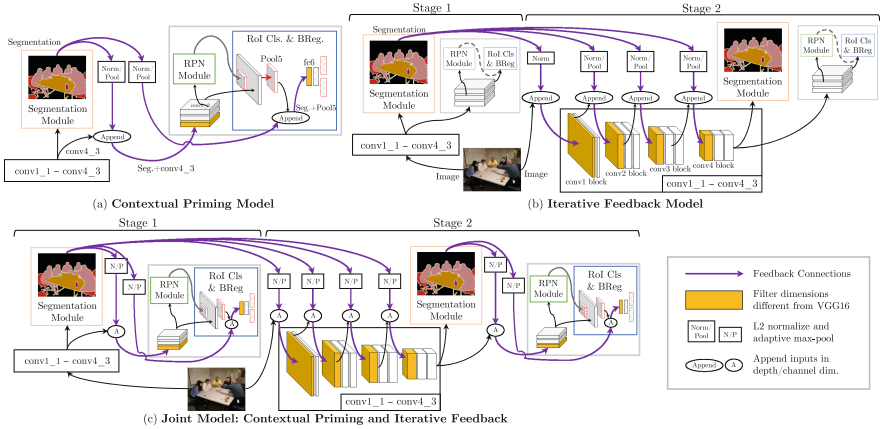 Segmentation
Segmentation
Module
Norm/
Pool
Norm/
Pool
RPN
Module
RoI Cls. & BReg.
Pool5
fc6
Seg.+Pool5
Append
Append
conv4_3
conv1_1 − conv4_3
Seg.+conv4_3
(a) Contextual Priming Model
Stage 1
Stage 2
Segmentation
Segmentation
Module
RPN
Module
RoI Cls
& BReg
Norm
Norm/
Pool
Norm/
Pool
Norm/
Pool
Append
Append
Append
Append
Segmentation
Module
RPN
Module
RoI Cls
& BReg
conv1_1 − conv4_3
Image
Image
conv1 block
conv2 block
conv3 block
conv4 block
conv1_1 − conv4_3
(b) Iterative Feedback Model
Stage 1
Stage 2
Segmentation
Module
N/P
N/P
RPN
Module
RoI Cls
& BReg
A
A
conv1_1 − conv4_3
N/P
N/P
N/P
N/P
A
A
A
A
conv1_1 − conv4_3
Segmentation
Module
N/P
N/P
A
RPN
Module
RoI Cls
& BReg
A
(c) Joint Model: Contextual Priming and Iterative Feedback
Feedback Connections
Filter dimensions
different from VGG16
Norm/
Pool
N/P
L2 normalize and
adaptive max-pool
Append
A
Append inputs in
depth/channel dim.